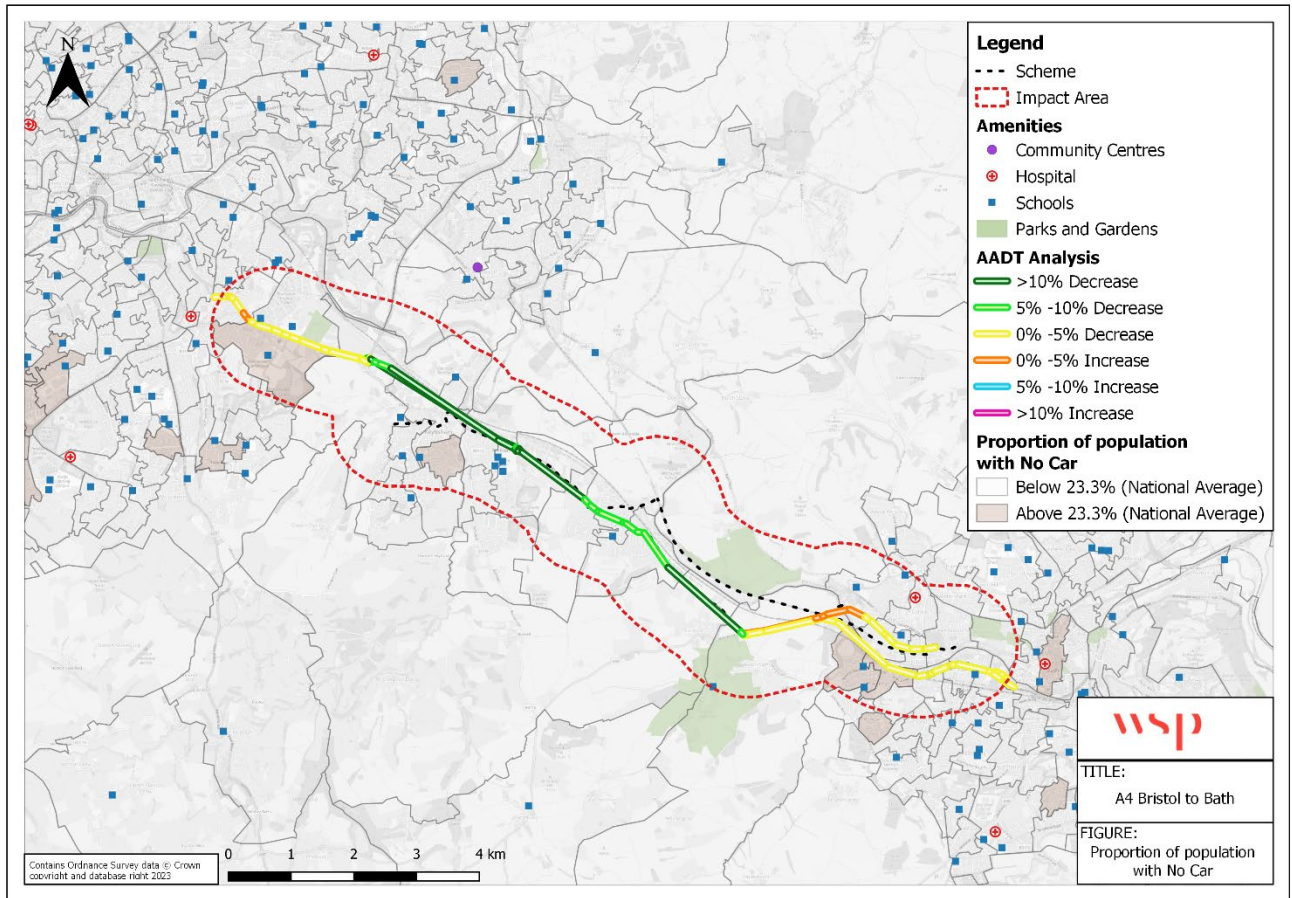 N
Legend
Scheme
Impact Area
Amenities
Community Centres
Hospital
Schools
Parks and Gardens
AADT Analysis
>10% Decrease
5% -10% Decrease
0% -5% Decrease
0% -5% Increase
5% -10% Increase
>10% Increase
Proportion of population
with No Car
Below 23.3% (National Average)
Above 23.3% (National Average)
wsp
TITLE:
A4 Bristol to Bath
FIGURE:
Proportion of population
with No Car
0 1 2 3 4 km
Contains Ordnance Survey data © Crown
copyright and database right 2023